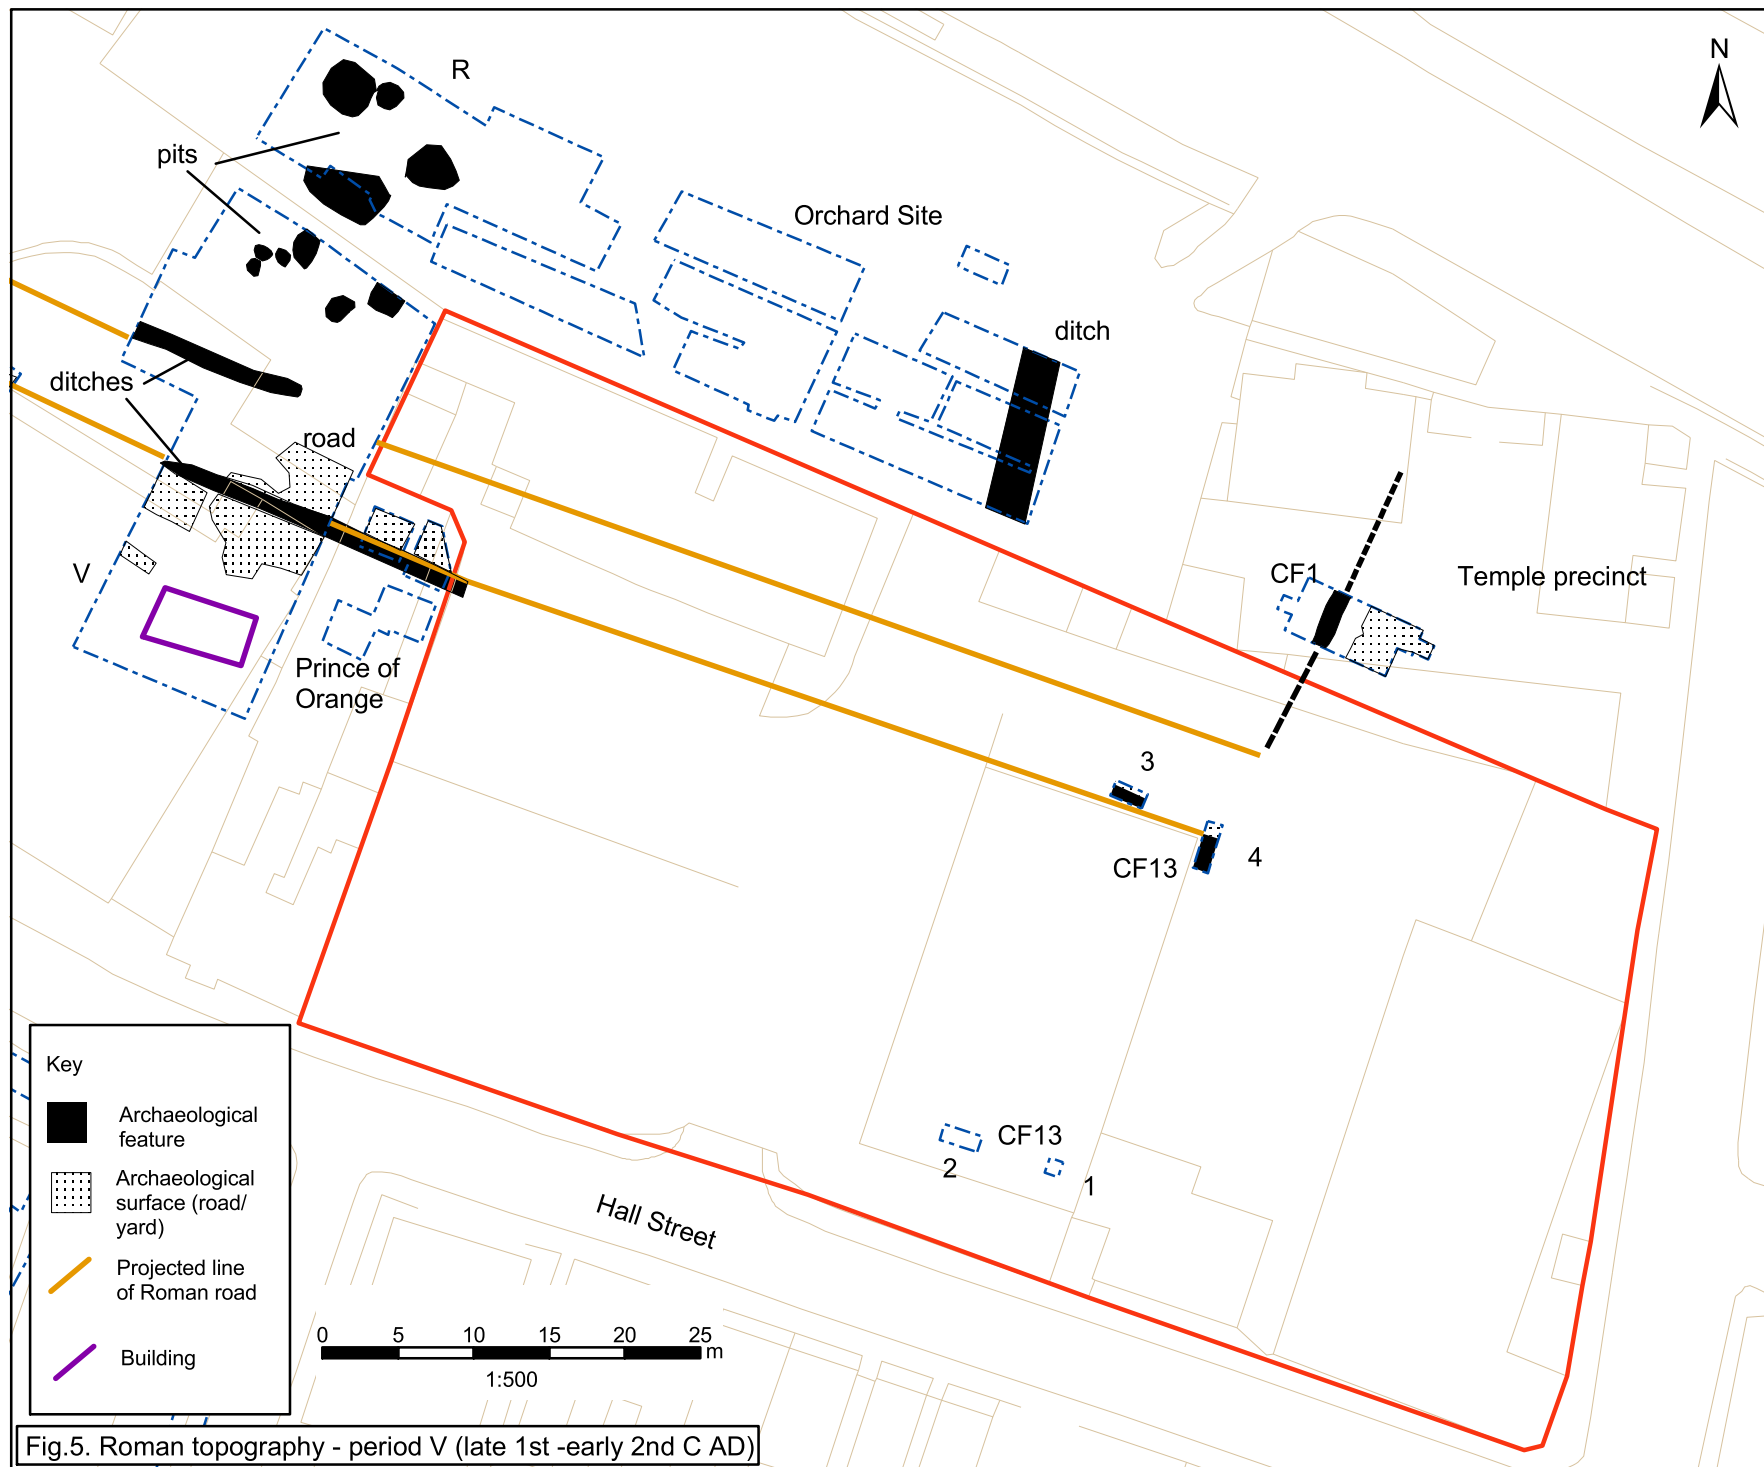 N
R
pits
Orchard Site
ditch
ditches
road
CF1
Temple precinct
V
Prince of
Orange
3
CF13
4
CF13
2
1
Hall Street
Key
Archaeological
feature
Archaeological
surface (road/
yard)
Projected line
of Roman road
Building
0 5 10 15 20 25
m
1:500
Fig.5. Roman topography - period V (late 1st -early 2nd C AD)